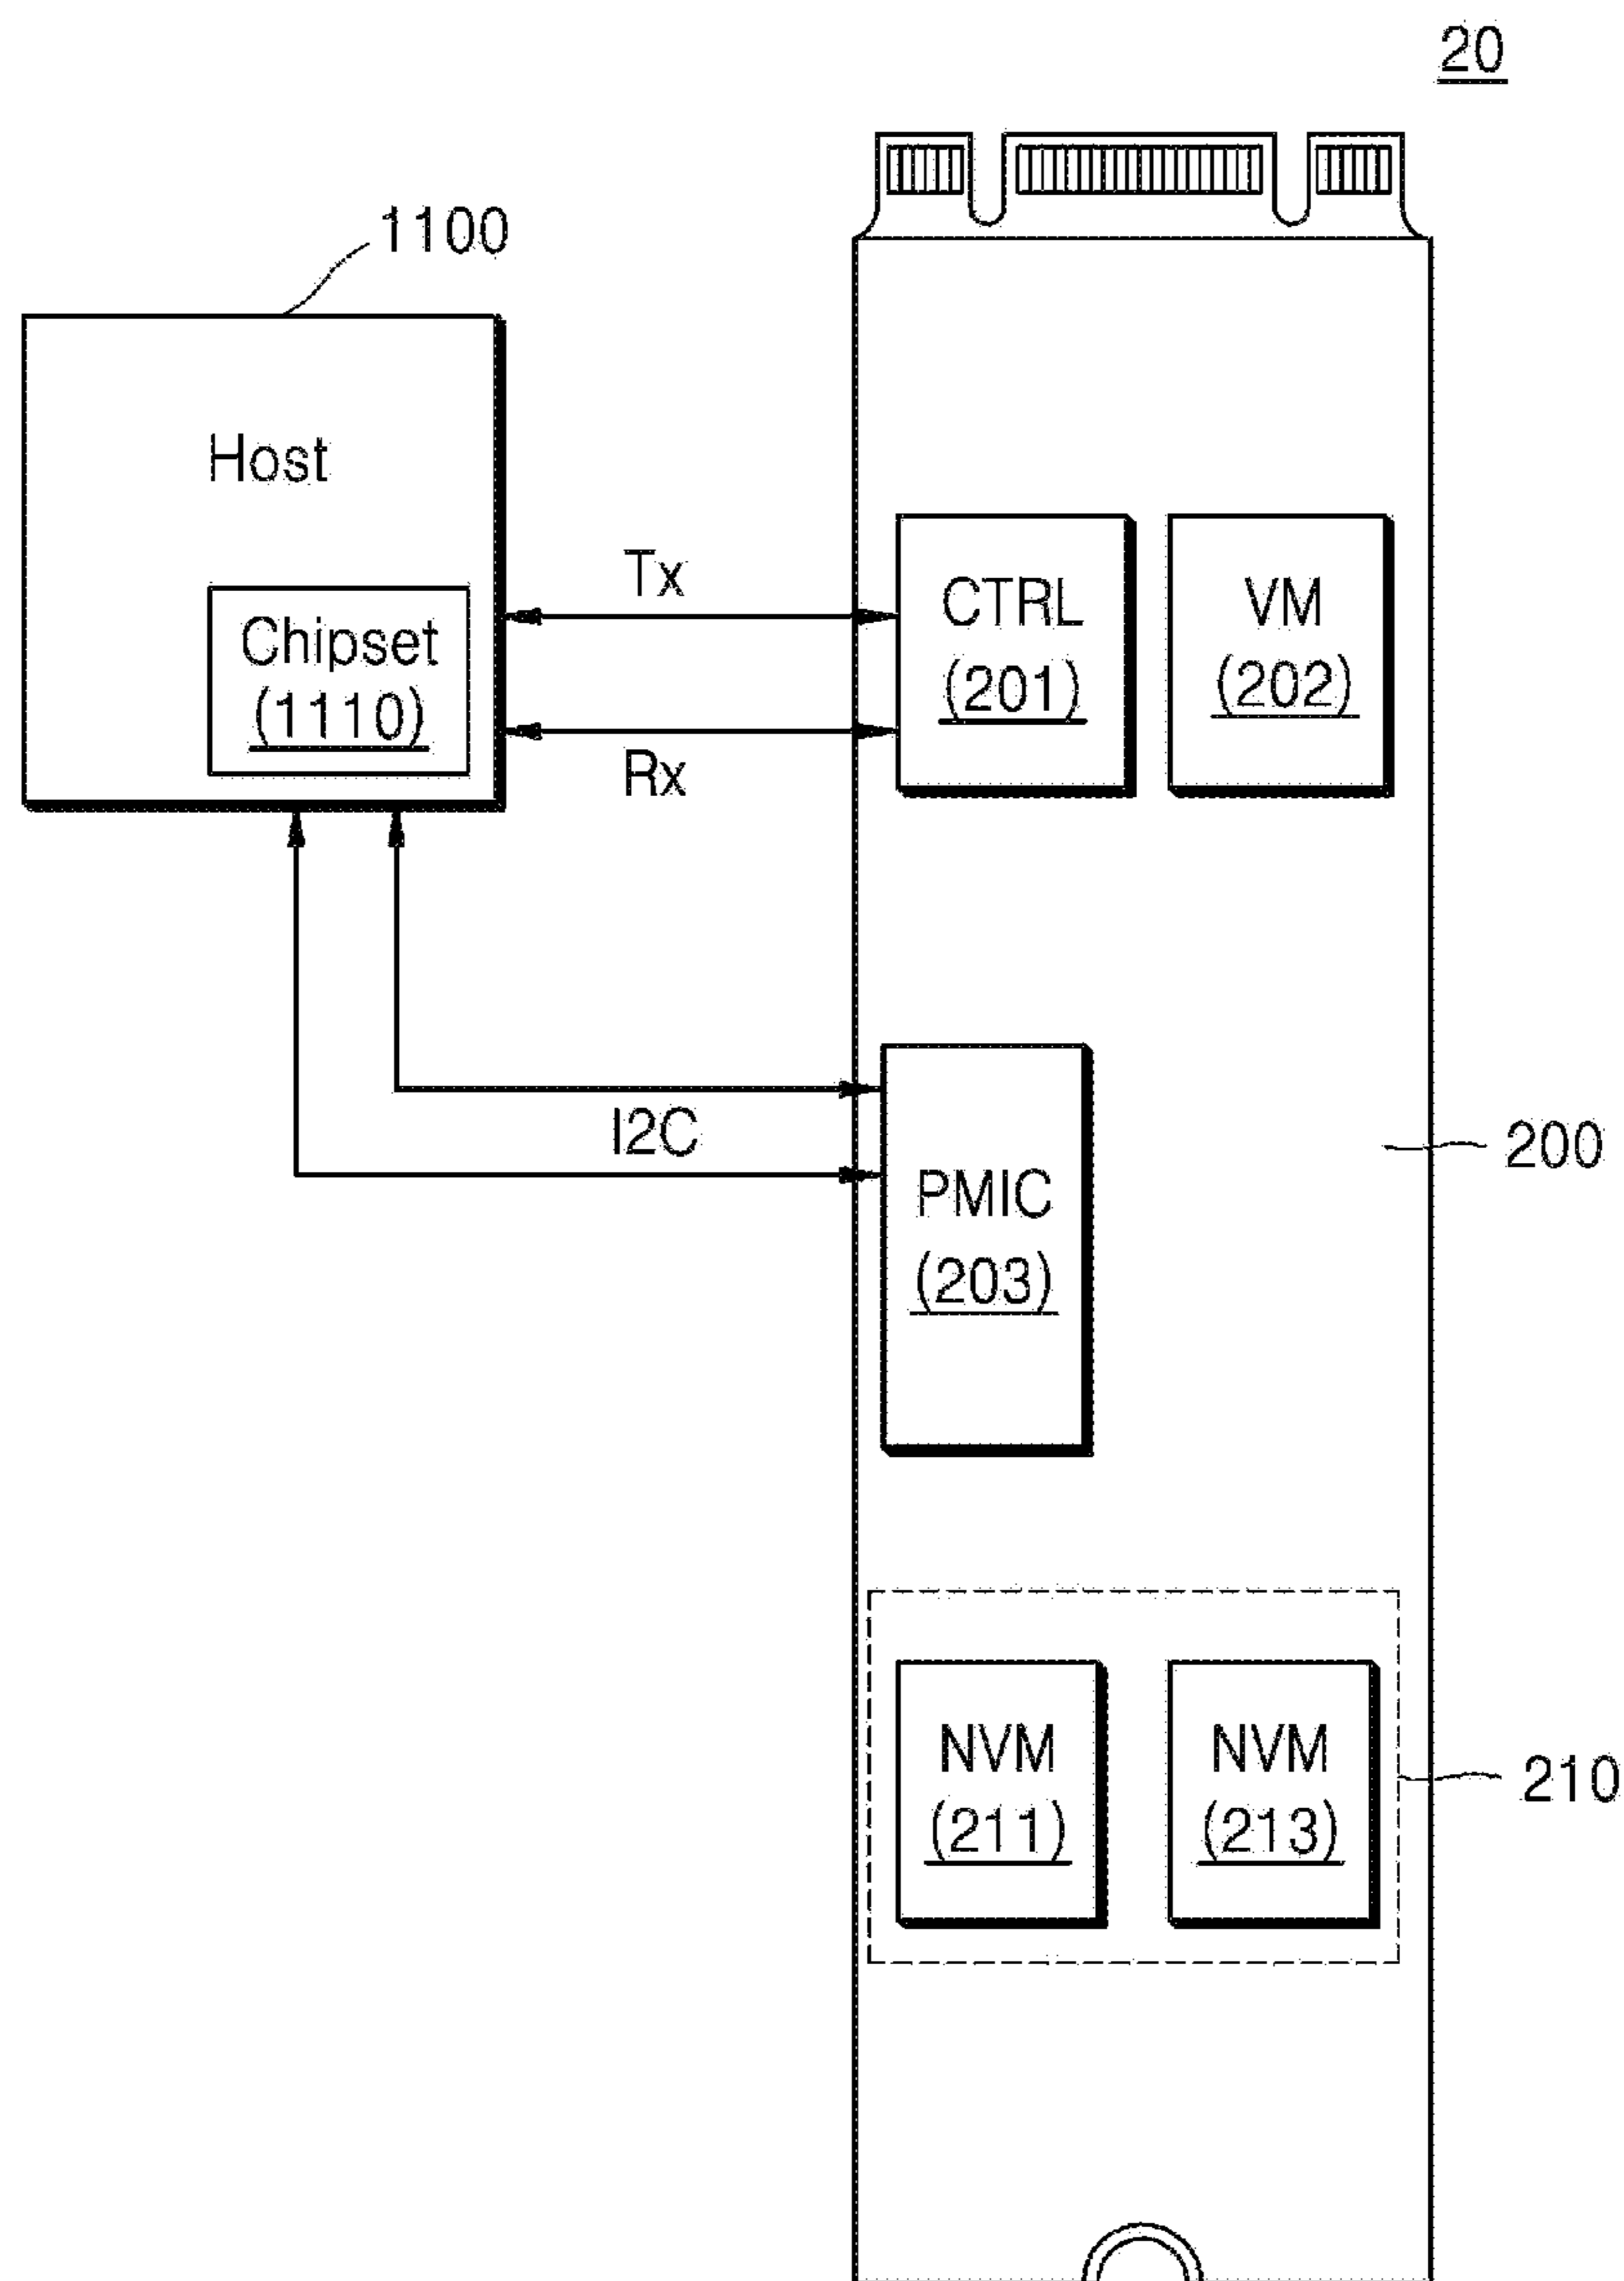 20
1100
Host
Chipset
(1110)
Tx
Rx
CTRL
(201)
VM
(202)
I2C
PMIC
(203)
200
NVM
(211)
NVM
(213)
210